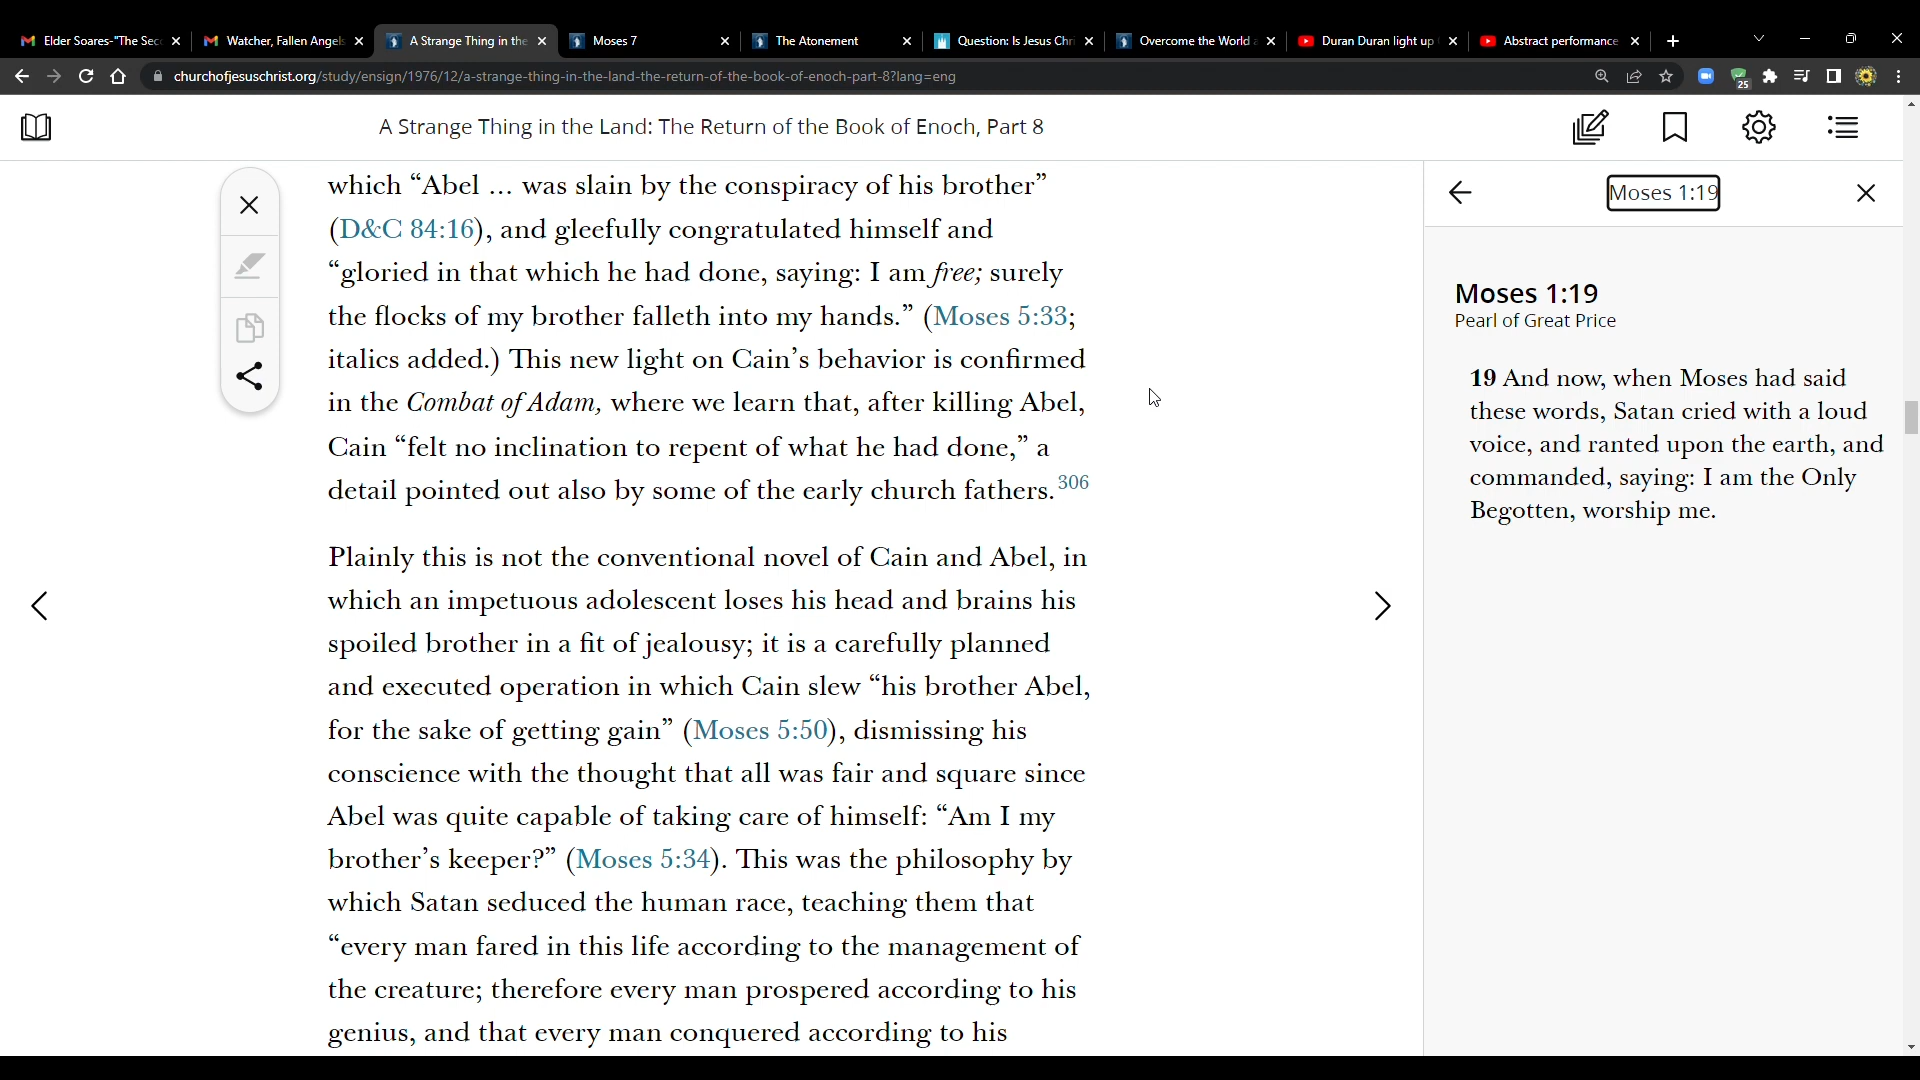 Elder Soares-"The Sec
Watcher, Fallen Angels
A Strange Thing in the
Moses 7
The Atonement
Question: Is Jesus Chri
Overcome the World a
Duran Duran light up
Abstract performance
churchofjesuschrist.org/study/ensign/1976/12/a-strange-thing-in-the-land-the-return-of-the-book-of-enoch-part-8?lang=eng
25
A Strange Thing in the Land: The Return of the Book of Enoch, Part 8
which “Abel … was slain by the conspiracy of his brother”
(D&C 84:16), and gleefully congratulated himself and
“gloried in that which he had done, saying: I am free; surely
the flocks of my brother falleth into my hands.” (Moses 5:33;
italics added.) This new light on Cain’s behavior is confirmed
in the Combat of Adam, where we learn that, after killing Abel,
Cain “felt no inclination to repent of what he had done,” a
detail pointed out also by some of the early church fathers.306
Plainly this is not the conventional novel of Cain and Abel, in
which an impetuous adolescent loses his head and brains his
spoiled brother in a fit of jealousy; it is a carefully planned
and executed operation in which Cain slew “his brother Abel,
for the sake of getting gain” (Moses 5:50), dismissing his
conscience with the thought that all was fair and square since
Abel was quite capable of taking care of himself: “Am I my
brother’s keeper?” (Moses 5:34). This was the philosophy by
which Satan seduced the human race, teaching them that
“every man fared in this life according to the management of
the creature; therefore every man prospered according to his
genius, and that every man conquered according to his
Moses 1:19
Moses 1:19
Pearl of Great Price
19 And now, when Moses had said
these words, Satan cried with a loud
voice, and ranted upon the earth, and
commanded, saying: I am the Only
Begotten, worship me.